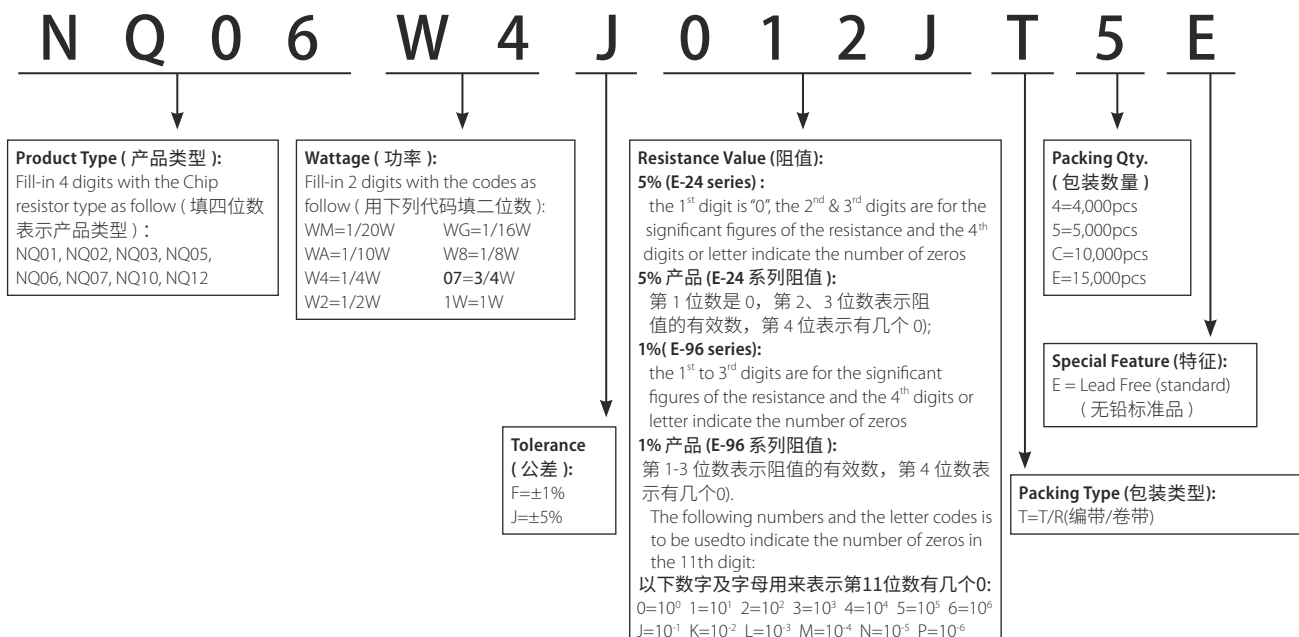 N Q 0 6 W 4 J 0 1 2 J T 5 E
Product Type ( 产品类型 ):
Fill-in 4 digits with the Chip
resistor type as follow ( 填四位数
表示产品类型 ) :
NQ01, NQ02, NQ03, NQ05,
NQ06, NQ07, NQ10, NQ12
Wattage ( 功率 ):
Fill-in 2 digits with the codes as
follow ( 用下列代码填二位数 ):
WM=1/20W WG=1/16W
WA=1/10W W8=1/8W
W4=1/4W 07=3/4W
W2=1/2W 1W=1W
Tolerance
( 公差 ):
F=±1%
J=±5%
Resistance Value (阻值):
5% (E-24 series) :
the 1st digit is “0”, the 2nd & 3rd digits are for the
significant figures of the resistance and the 4th
digits or letter indicate the number of zeros
5% 产品 (E-24 系列阻值 ):
第 1 位数是 0，第 2、3 位数表示阻
值的有效数，第 4 位表示有几个 0);
1%( E-96 series):
the 1st to 3rd digits are for the significant
figures of the resistance and the 4th digits or
letter indicate the number of zeros
1% 产品 (E-96 系列阻值 ):
第 1-3 位数表示阻值的有效数，第 4 位数表
示有几个0).
The following numbers and the letter codes is
to be usedto indicate the number of zeros in
the 11th digit:
以下数字及字母用来表示第11位数有几个0:
0=10⁰ 1=10¹ 2=10² 3=10³ 4=10⁴ 5=10⁵ 6=10⁶
J=10⁻¹ K=10⁻² L=10⁻³ M=10⁻⁴ N=10⁻⁵ P=10⁻⁶
Packing Qty.
( 包装数量 )
4=4,000pcs
5=5,000pcs
C=10,000pcs
E=15,000pcs
Special Feature (特征):
E = Lead Free (standard)
( 无铅标准品 )
Packing Type (包装类型):
T=T/R(编带/卷带)